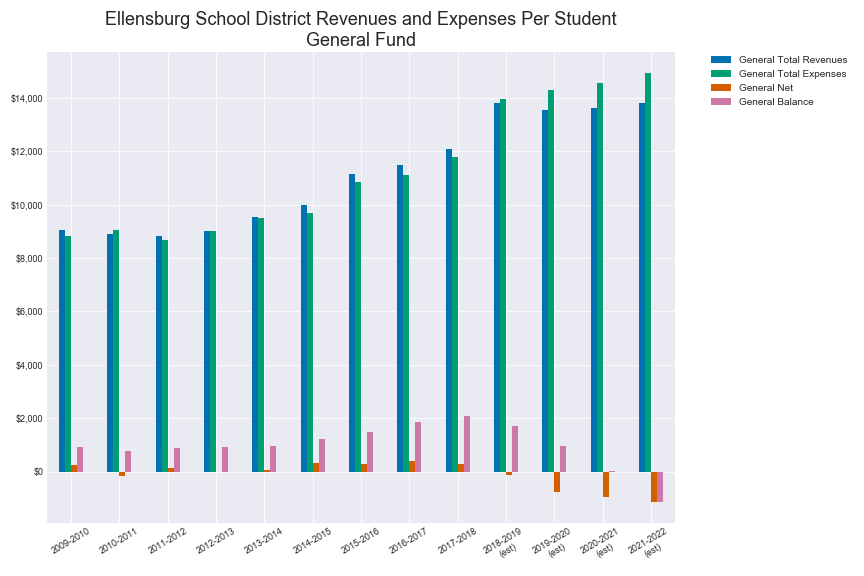 Ellensburg School District Revenues and Expenses Per Student
General Fund
General Total Revenues
General Total Expenses
General Net
General Balance
$14,000
$12,000
$10,000
$8,000
$6,000
$4,000
$2,000
$0
2009-2010
2010-2011
2011-2012
2012-2013
2013-2014
2014-2015
2015-2016
2016-2017
2017-2018
2018-2019
(est)
2019-2020
(est)
2020-2021
(est)
2021-2022
(est)